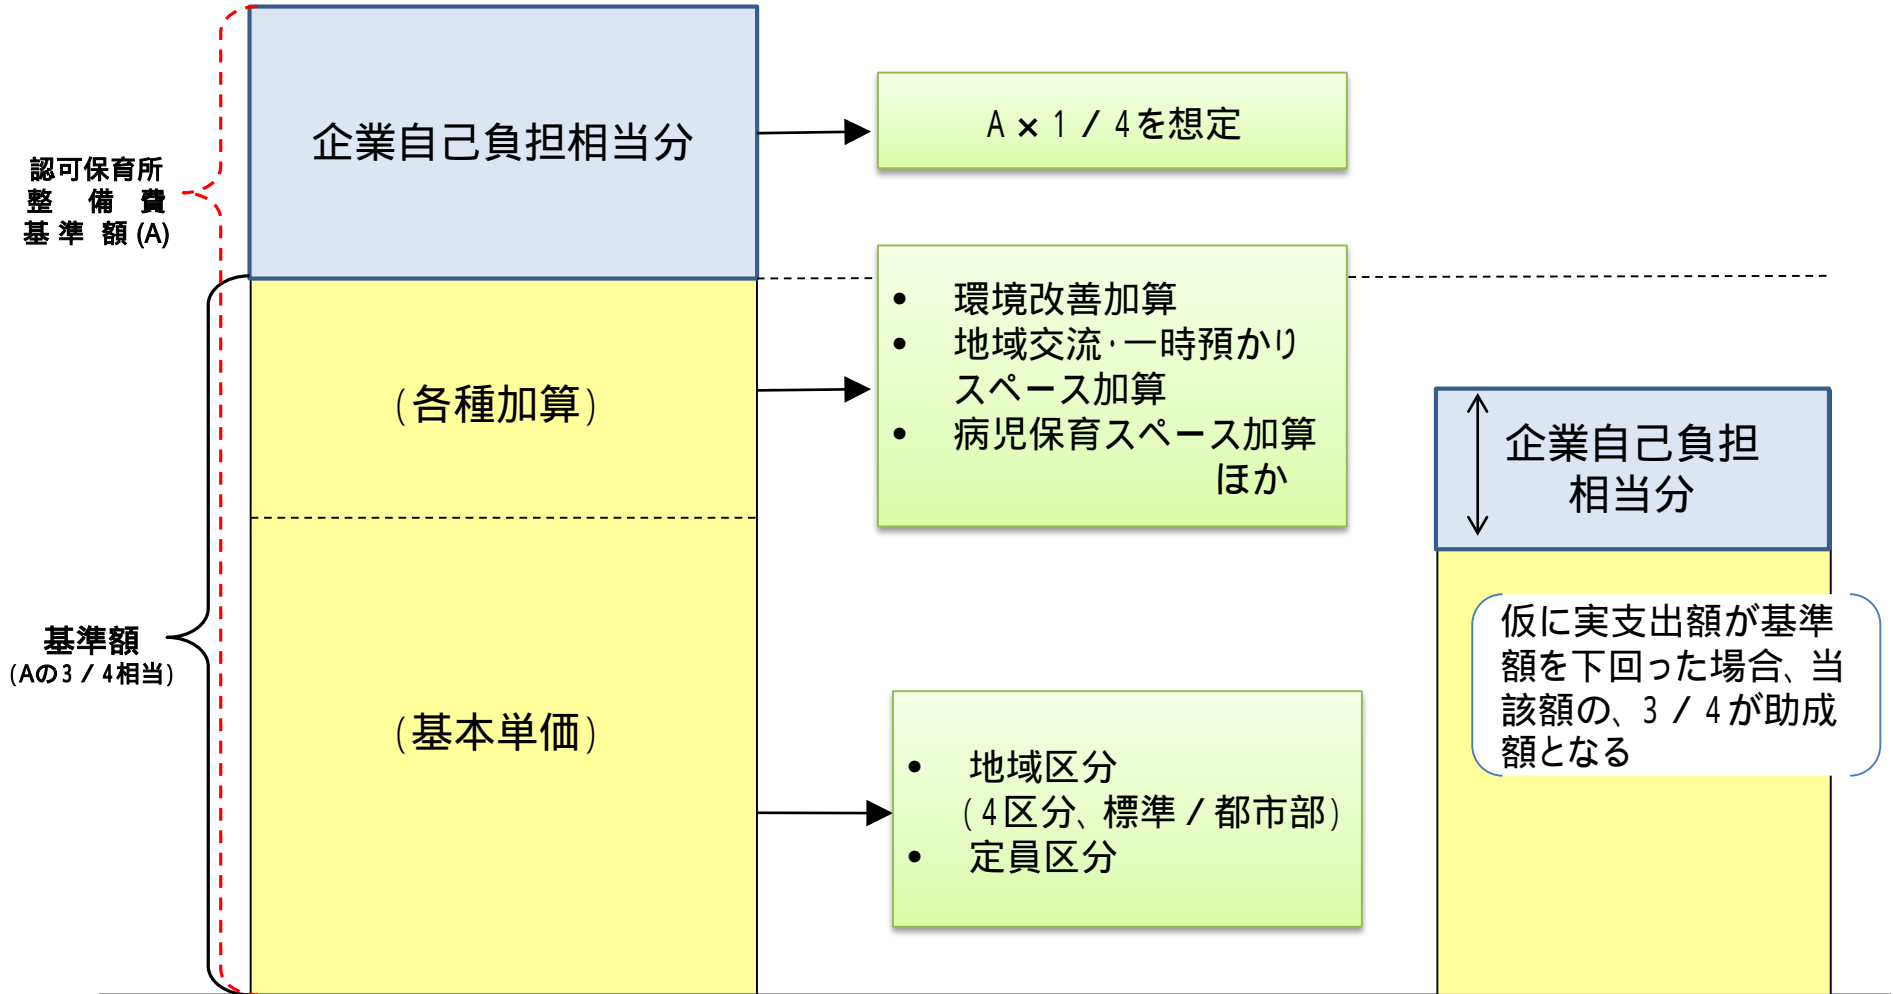 認可保育所
整備費
基準額(A)
企業自己負担相当分
A×1/4を想定
(各種加算)
• 環境改善加算
• 地域交流・一時預かり
スペース加算
• 病児保育スペース加算
ほか
基準額
(Aの3/4相当)
(基本単価)
• 地域区分
(4区分、標準/都市部)
• 定員区分
企業自己負担
相当分
仮に実支出額が基準
額を下回った場合、当
該額の、3/4が助成
額となる